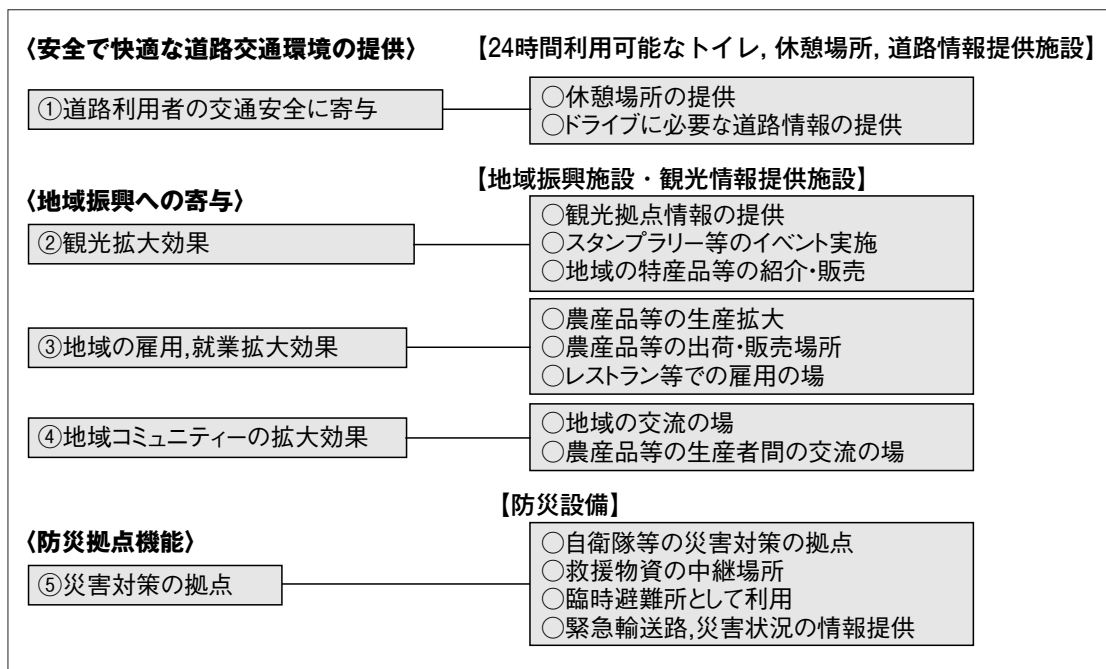 〈安全で快適な道路交通環境の提供〉
【24時間利用可能なトイレ,休憩場所,道路情報提供施設】
①道路利用者の交通安全に寄与
○休憩場所の提供
○ドライブに必要な道路情報の提供
〈地域振興への寄与〉
【地域振興施設・観光情報提供施設】
②観光拡大効果
○観光拠点情報の提供
○スタンプラリー等のイベント実施
○地域の特産品等の紹介・販売
③地域の雇用,就業拡大効果
○農産品等の生産拡大
○農産品等の出荷・販売場所
○レストラン等での雇用の場
④地域コミュニティーの拡大効果
○地域の交流の場
○農産品等の生産者間の交流の場
〈防災拠点機能〉
【防災設備】
⑤災害対策の拠点
○自衛隊等の災害対策の拠点
○救援物資の中継場所
○臨時避難所として利用
○緊急輸送路,災害状況の情報提供